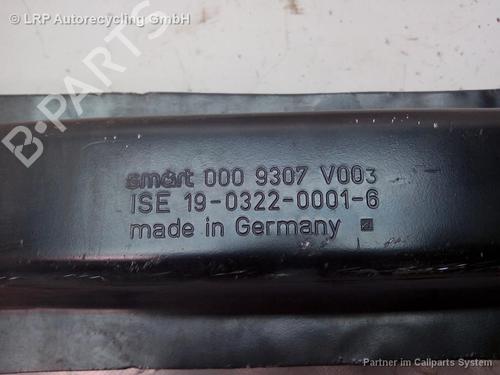 © LRP Autorecycling GmbH
B-PARTS
smart 000 9307 V003
ISE 19-0322-0001-6
made in Germany
Partner im Callparts System